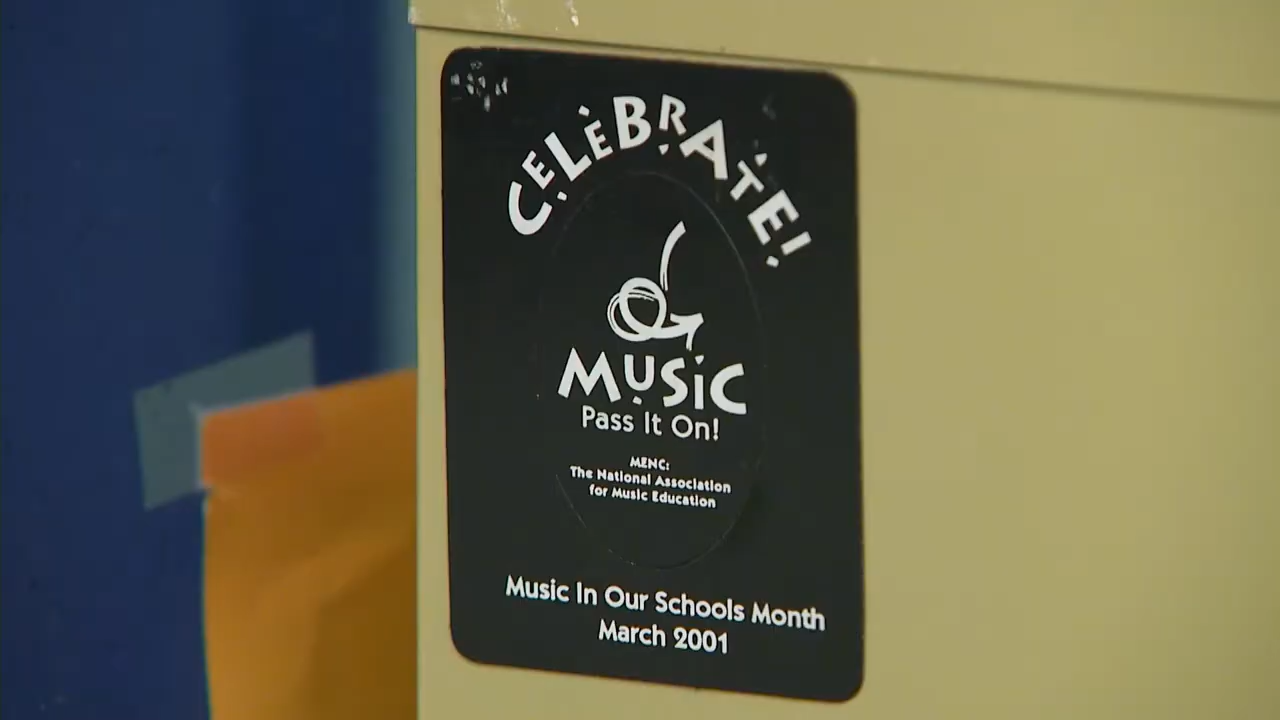 CELEBRATE!
MUSiC
Pass It On!
MENC:
The National Association
for Music Education
Music In Our Schools Month
March 2001